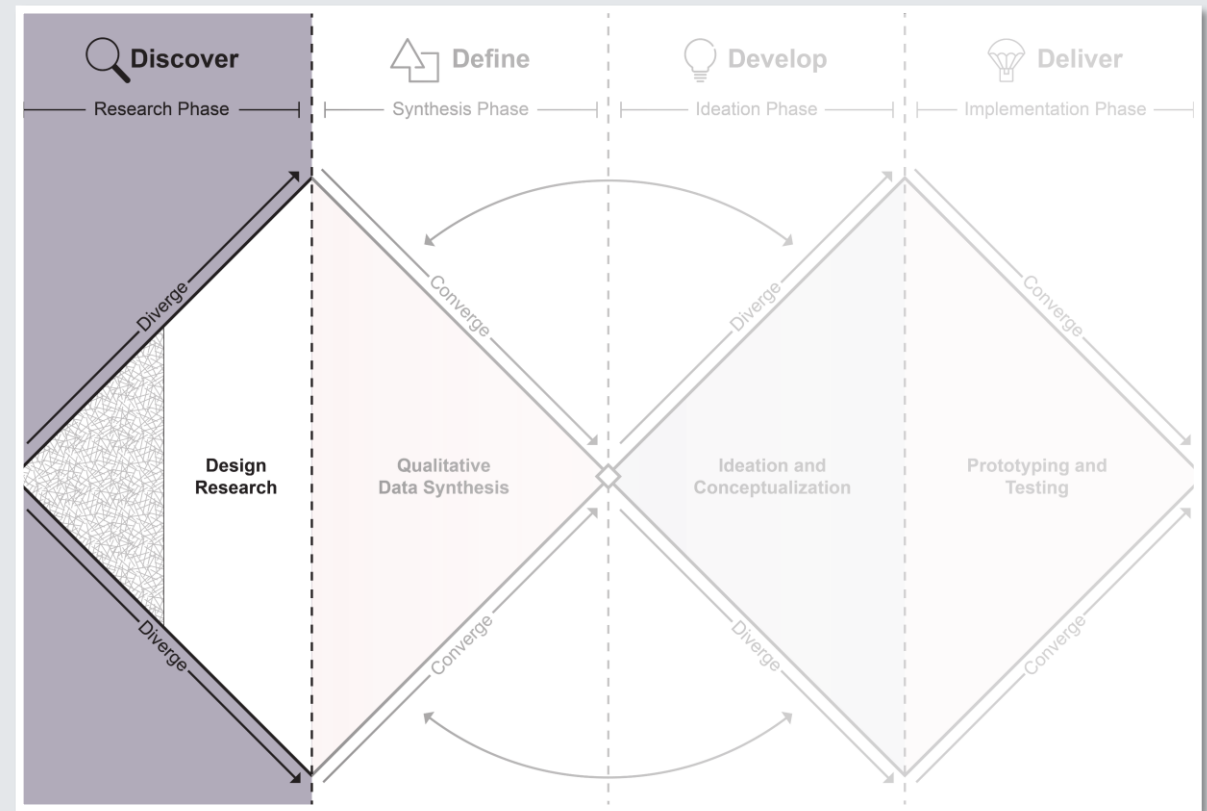 Discover
Define
Develop
Deliver
Research Phase
Synthesis Phase
Ideation Phase
Implementation Phase
Diverge
Converge
Diverge
Converge
Design
Research
Qualitative
Data Synthesis
Ideation and
Conceptualization
Prototyping and
Testing
Diverge
Converge
Diverge
Converge